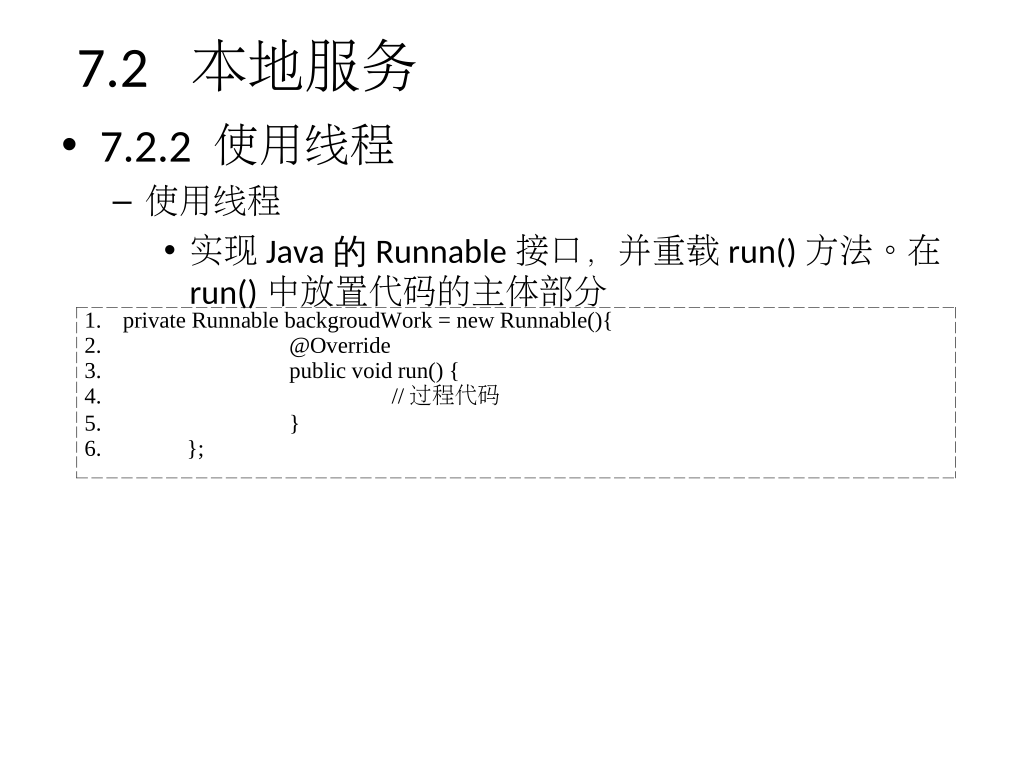 7.2 本地服务
• 7.2.2 使用线程
– 使用线程
• 实现 Java 的 Runnable 接口，并重载 run() 方法。在
run() 中放置代码的主体部分
1. private Runnable backgroudWork = new Runnable(){
2. @Override
3. public void run() {
4. // 过程代码
5. }
6. };